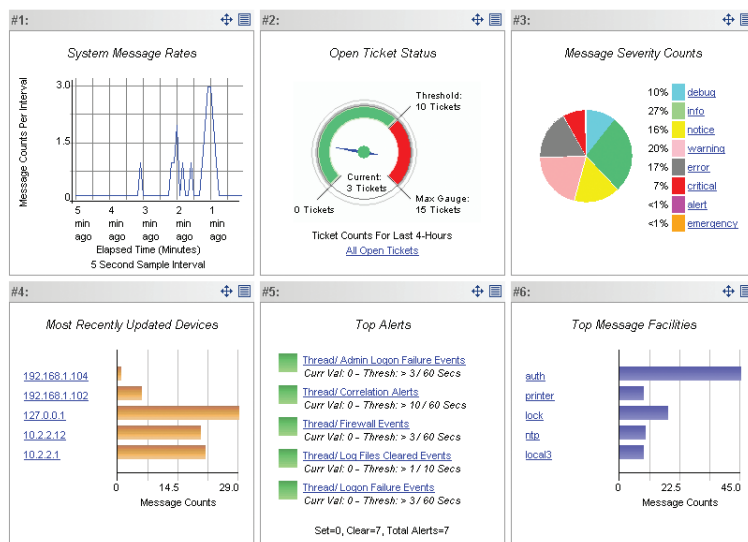 #1:
System Message Rates
Message Counts Per Interval
3.0
1.5
0
5 min ago
4 min ago
3 min ago
2 min ago
1 min ago
Elapsed Time (Minutes)
5 Second Sample Interval
#2:
Open Ticket Status
Threshold:
10 Tickets
Current:
3 Tickets
0 Tickets
Max Gauge:
15 Tickets
Ticket Counts For Last 4-Hours
All Open Tickets
#3:
Message Severity Counts
10% debug
27% info
16% notice
20% warning
17% error
7% critical
<1% alert
<1% emergency
#4:
Most Recently Updated Devices
192.168.1.104
192.168.1.102
127.0.0.1
10.2.2.12
10.2.2.1
0 14.5 29.0
Message Counts
#5:
Top Alerts
Thread/ Admin Logon Failure Events
Curr Val: 0 - Thresh: > 3 / 60 Secs
Thread/ Correlation Alerts
Curr Val: 0 - Thresh: > 10 / 60 Secs
Thread/ Firewall Events
Curr Val: 0 - Thresh: > 3 / 60 Secs
Thread/ Log Files Cleared Events
Curr Val: 0 - Thresh: > 1 / 10 Secs
Thread/ Logon Failure Events
Curr Val: 0 - Thresh: > 3 / 60 Secs
Set=0, Clear=7, Total Alerts=7
#6:
Top Message Facilities
auth
printer
lock
ntp
local3
0 22.5 45.0
Message Counts